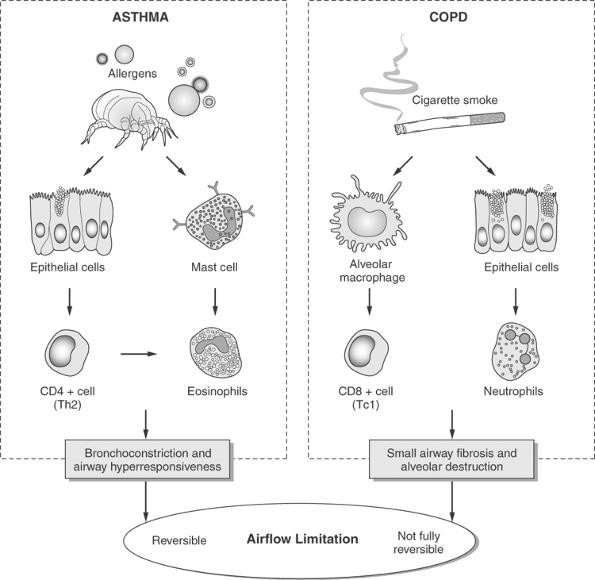 ASTHMA
Allergens
Epithelial cells
Mast cell
CD4 + cell
(Th2)
Eosinophils
Bronchoconstriction and
airway hyperresponsiveness
COPD
Cigarette smoke
Alveolar
macrophage
Epithelial cells
CD8 + cell
(Tc1)
Neutrophils
Small airway fibrosis and
alveolar destruction
Reversible
Airflow Limitation
Not fully
reversible